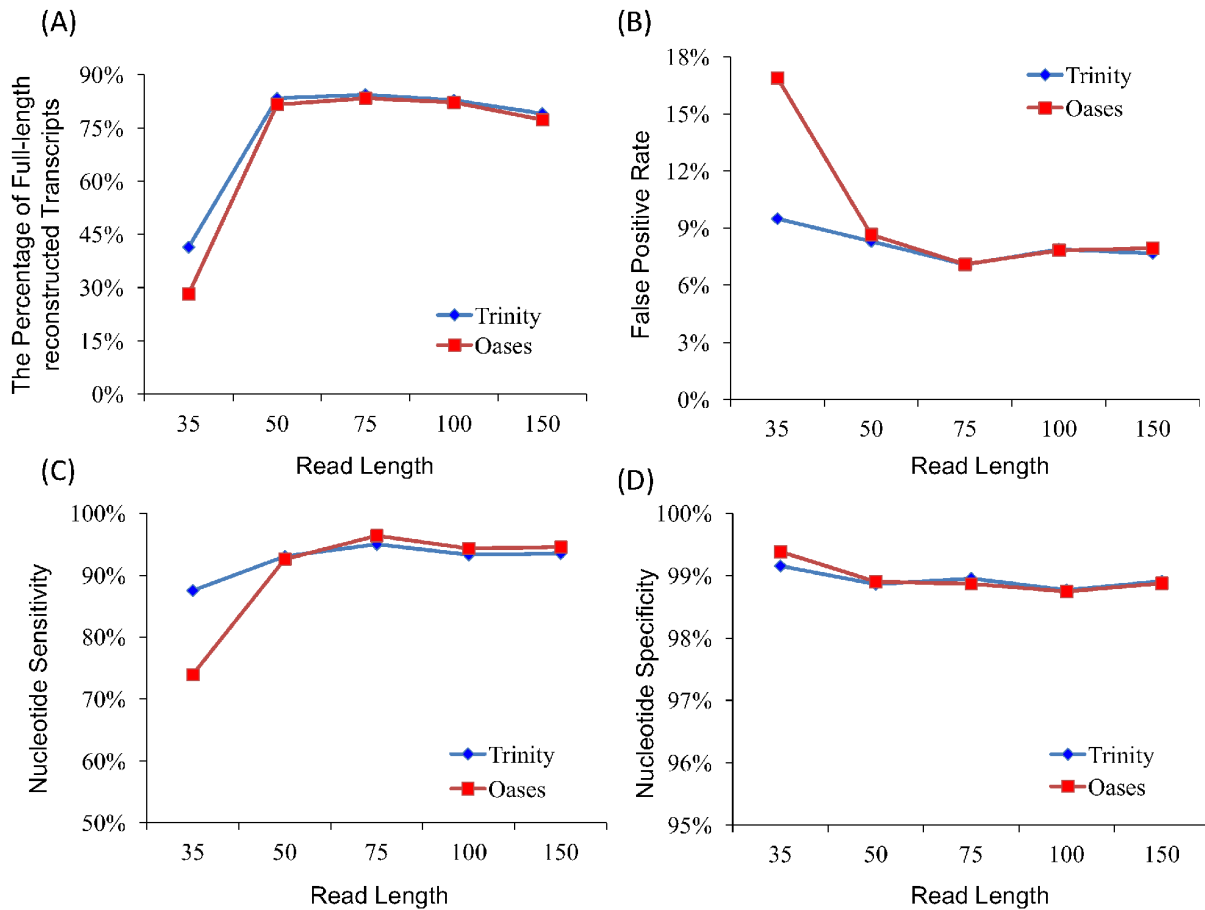 (A)
The Percentage of Full-length
reconstructed Transcripts
90%
75%
60%
45%
30%
15%
0%
Trinity
Oases
35 50 75 100 150
Read Length
(B)
False Positive Rate
18%
15%
12%
9%
6%
3%
0%
Trinity
Oases
35 50 75 100 150
Read Length
(C)
Nucleotide Sensitivity
100%
90%
80%
70%
60%
50%
Trinity
Oases
35 50 75 100 150
Read Length
(D)
Nucleotide Specificity
100%
99%
98%
97%
96%
95%
Trinity
Oases
35 50 75 100 150
Read Length